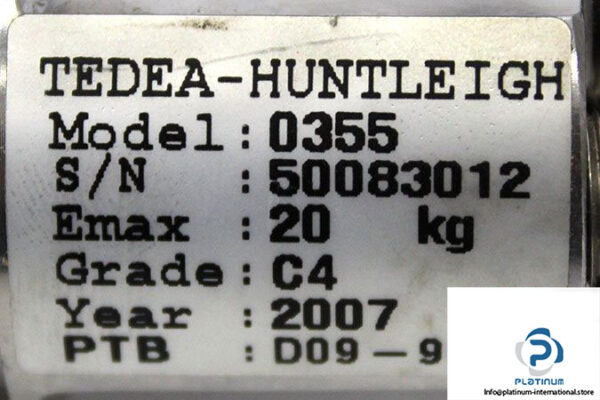 TEDEA-HUNTLEIGH
Model : 0355
S/N : 50083012
Emax : 20 kg
Grade : C4
Year : 2007
PTB : D09-9
PLATINUM
Info@platinum-international.store